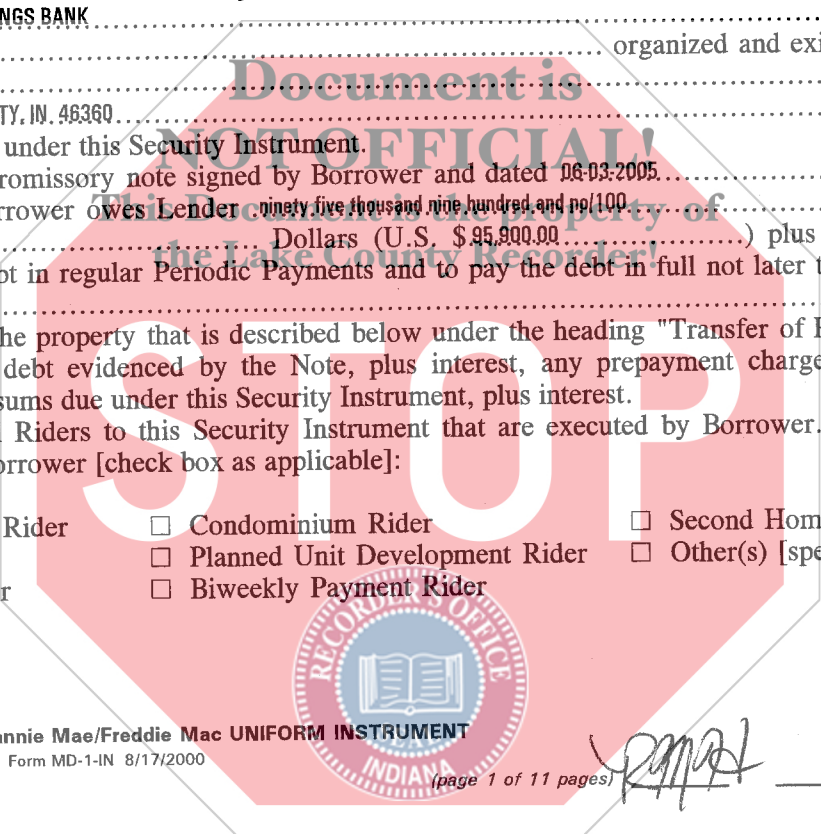 NGS BANK
organized and exi
TY, IN. 46360
under this Security Instrument.
romissory note signed by Borrower and dated 06-03-2005
rrower owes Lender ninety five thousand nine hundred and no/100
Dollars (U.S. $ 95,900.00 ) plus
bt in regular Periodic Payments and to pay the debt in full not later t
he property that is described below under the heading "Transfer of
debt evidenced by the Note, plus interest, any prepayment charge
sums due under this Security Instrument, plus interest.
Riders to this Security Instrument that are executed by Borrower.
orrower [check box as applicable]:
Rider ☐ Condominium Rider ☐ Second Hom
☐ Planned Unit Development Rider ☐ Other(s) [spe
r ☐ Biweekly Payment Rider
annie Mae/Freddie Mac UNIFORM INSTRUMENT
Form MD-1-IN 8/17/2000
(page 1 of 11 pages)
Document is
NOT OFFICIAL!
This Document is the property of
the Lake County Recorder!
STOP
RECORDER'S OFFICE
SEAL
INDIANA